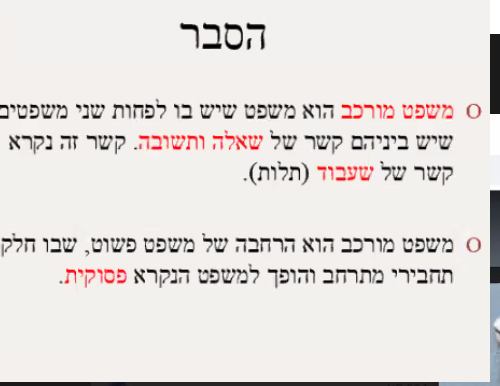 הסבר
משפט מורכב הוא משפט שיש בו לפחות שני משפטים
שיש ביניהם קשר של שאלה ותשובה. קשר זה נקרא
קשר של שעבוד (תלות).
משפט מורכב הוא הרחבה של משפט פשוט, שבו חלק
תחבירי מתרחב והופך למשפט הנקרא פסוקית.